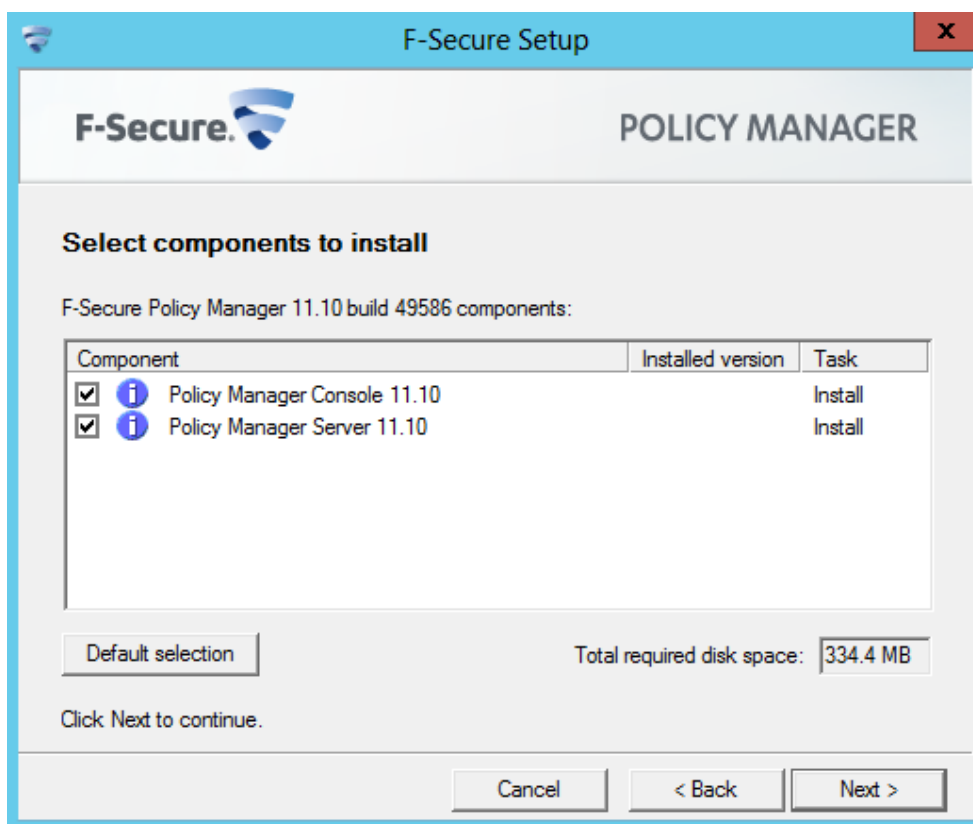 F-Secure Setup
x
F-Secure. POLICY MANAGER
Select components to install
F-Secure Policy Manager 11.10 build 49586 components:
Component Installed version Task
Policy Manager Console 11.10 Install
Policy Manager Server 11.10 Install
Default selection Total required disk space: 334.4 MB
Click Next to continue.
Cancel < Back Next >